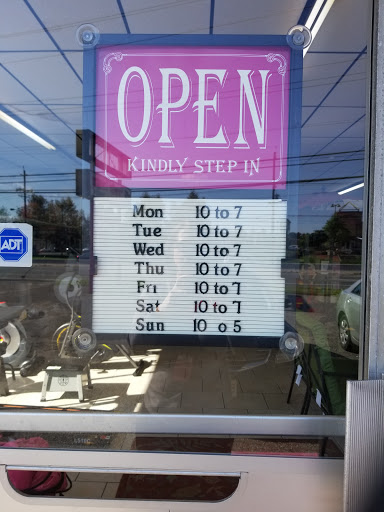 OPEN
KINDLY STEP IN
Mon 10 to 7
Tue 10 to 7
Wed 10 to 7
Thu 10 to 7
Fri 10 to 7
Sat 10 to 7
Sun 10 o 5
ADT